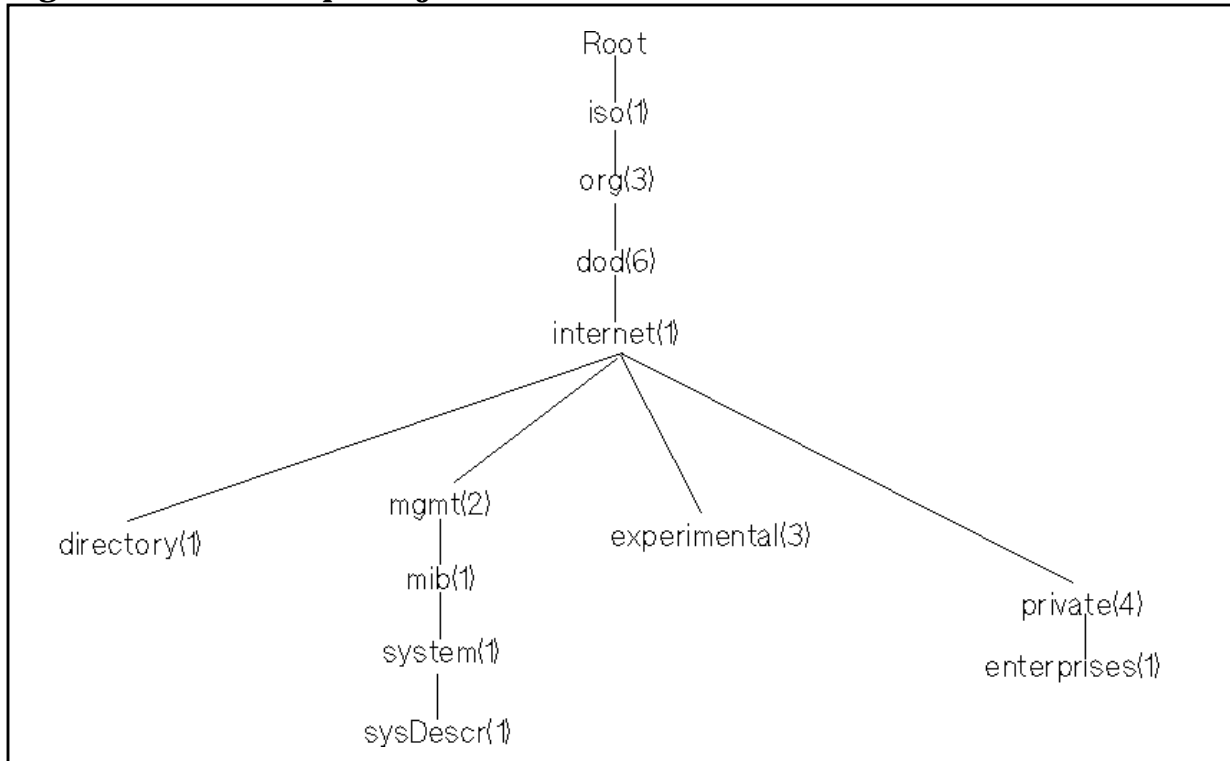 Root
iso(1)
org(3)
dod(6)
internet(1)
mgmt(2)
directory(1)
experimental(3)
mib(1)
private(4)
system(1)
enterprises(1)
sysDescr(1)